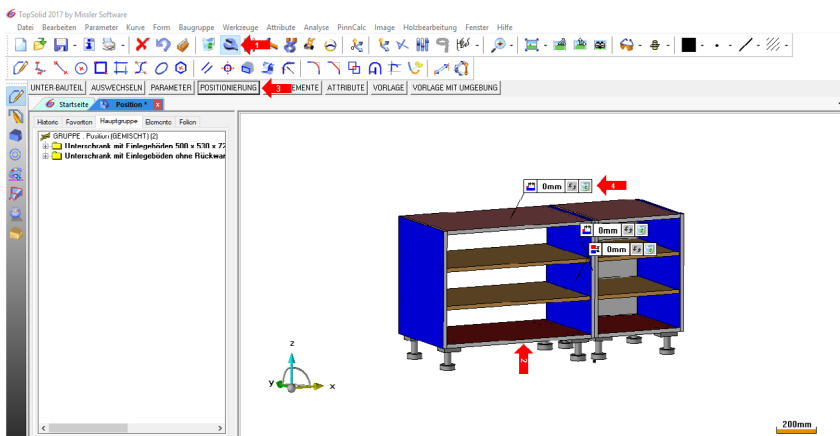 TopSolid 2017 by Missler Software
Datei Bearbeiten Parameter Kurve Form Baugruppe Werkzeuge Attribute Analyse PinnCalc Image Holzbearbeitung Fenster Hilfe
1
UNTER-BAUTEIL AUSWECHSELN PARAMETER POSITIONIERUNG 3 EMENTE ATTRIBUTE VORLAGE VORLAGE MIT UMGEBUNG
Startseite Position * x
Historie Favoriten Hauptgruppe Elemente Folien
GRUPPE : Position (GEMISCHT) (2)
Unterschrank mit Einlegeböden 500 x 530 x 72
Unterschrank mit Einlegeböden ohne Rückwar
0mm 4
0mm
0mm
2
z
y x
200mm